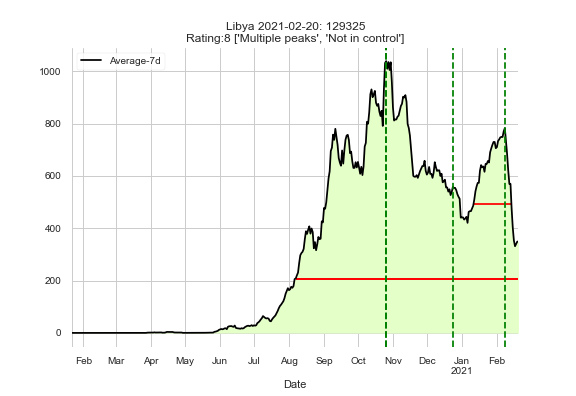 Libya 2021-02-20: 129325
Rating:8 ['Multiple peaks', 'Not in control']
Average-7d
1000
800
600
400
200
0
Feb Mar Apr May Jun Jul Aug Sep Oct Nov Dec Jan Feb
2021
Date